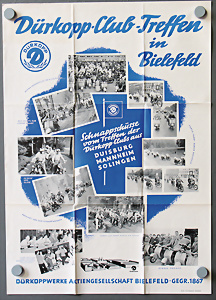 Dürkopp-Club-Treffen
in
Bielefeld
DÜRKOPP
D
SOLINGEN
Schnappschüsse
vom Treffen der
Dürkopp Clubs aus
DUISBURG
MANNHEIM
SOLINGEN
DÜRKOPPWERKE AKTIENGESELLSCHAFT BIELEFELD·GEGR.1867